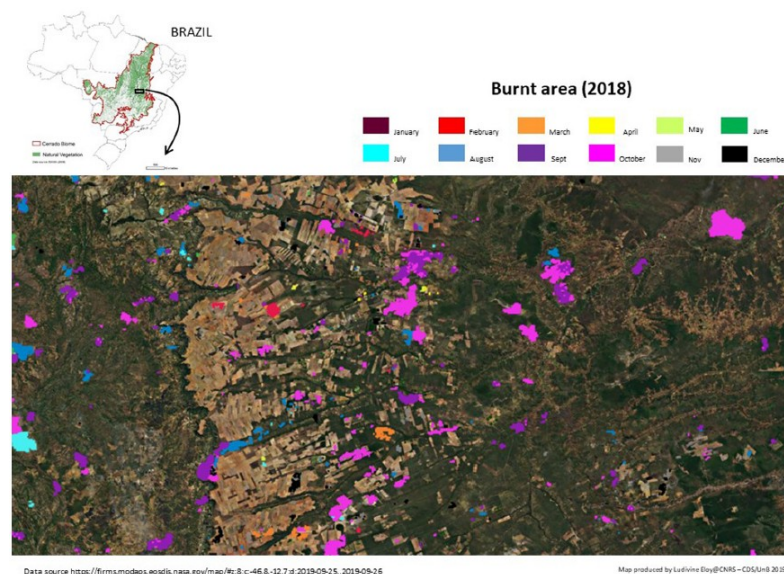 BRAZIL
Burnt area (2018)
January
February
March
April
May
June
July
August
Sept
October
Nov
December
Cerrado Biome
Natural Vegetation
Data source https://firms.modaps.eosdis.nasa.gov/map/#z:8;c:-46.8,-12.7;d:2019-09-25..2019-09-26
Map produced by Ludivine Eloy@CNRS – CDS/UnB 2019